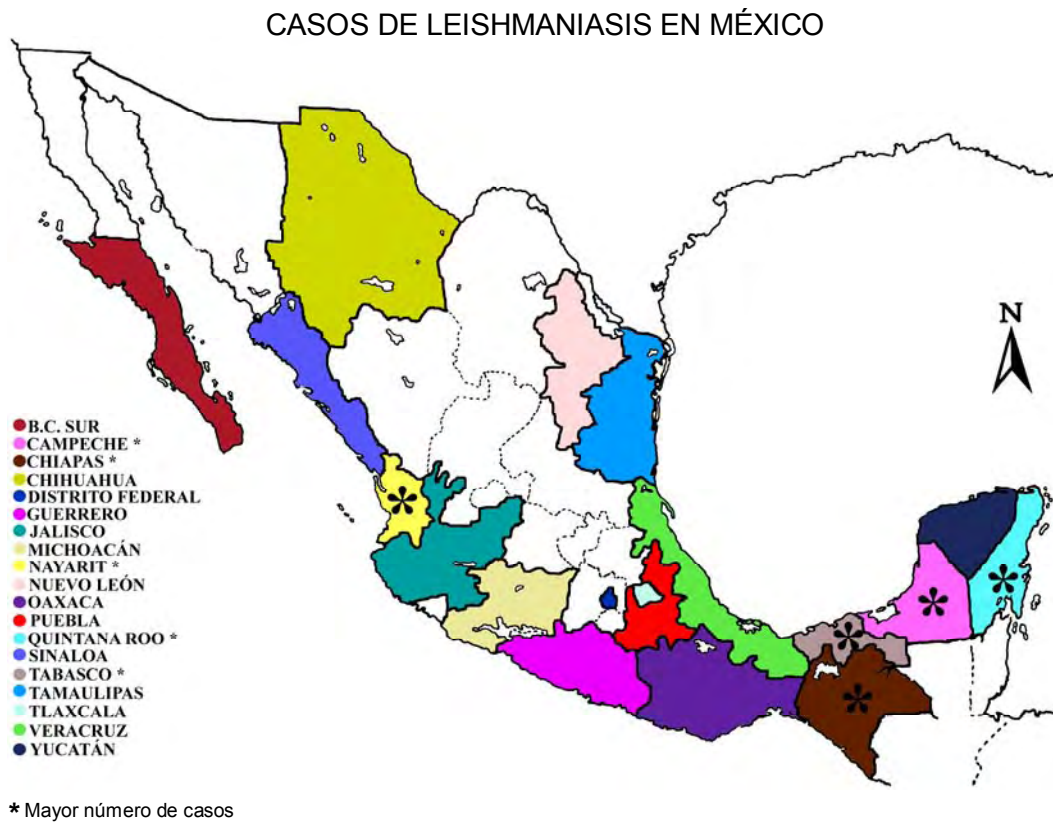 CASOS DE LEISHMANIASIS EN MÉXICO
N
B.C. SUR
CAMPECHE *
CHIAPAS *
CHIHUAHUA
DISTRITO FEDERAL
GUERRERO
JALISCO
MICHOACÁN
NAYARIT *
NUEVO LEÓN
OAXACA
PUEBLA
QUINTANA ROO *
SINALOA
TABASCO *
TAMAULIPAS
TLAXCALA
VERACRUZ
YUCATÁN
* Mayor número de casos